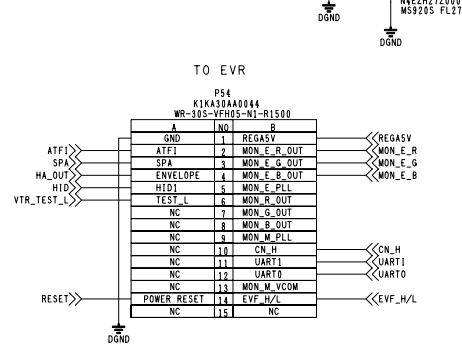 MS920S FL27
DGND
DGND
TO EVR
P54
K1KA30AA0044
WR-30S-VFH05-N1-R1500
A NO B
GND 1 REGA5V REGA5V
ATFI ATFI 2 MON_E_R_OUT MON_E_R
SPA SPA 3 MON_E_G_OUT MON_E_G
HA_OUT ENVELOPE 4 MON_E_B_OUT MON_E_B
HID HID1 5 MON_E_PLL
VTR_TEST_L TEST_L 6 MON_R_OUT
NC 7 MON_G_OUT
NC 8 MON_B_OUT
NC 9 MON_M_PLL
NC 10 CN_H CN_H
NC 11 UART1 UART1
NC 12 UART0 UART0
NC 13 MON_M_VCOM
RESET POWER RESET 14 EVF_H/L EVF_H/L
NC 15 NC
DGND